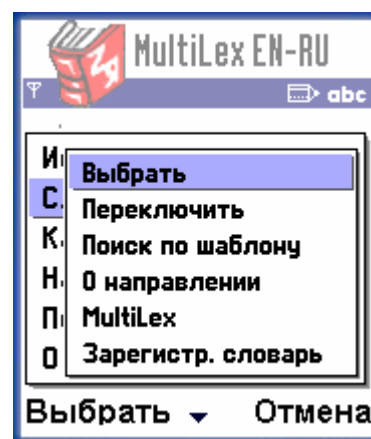 MultiLex EN-RU
abc
Выбрать
Переключить
Поиск по шаблону
О направлении
MultiLex
Зарегистр. словарь
Выбрать
Отмена